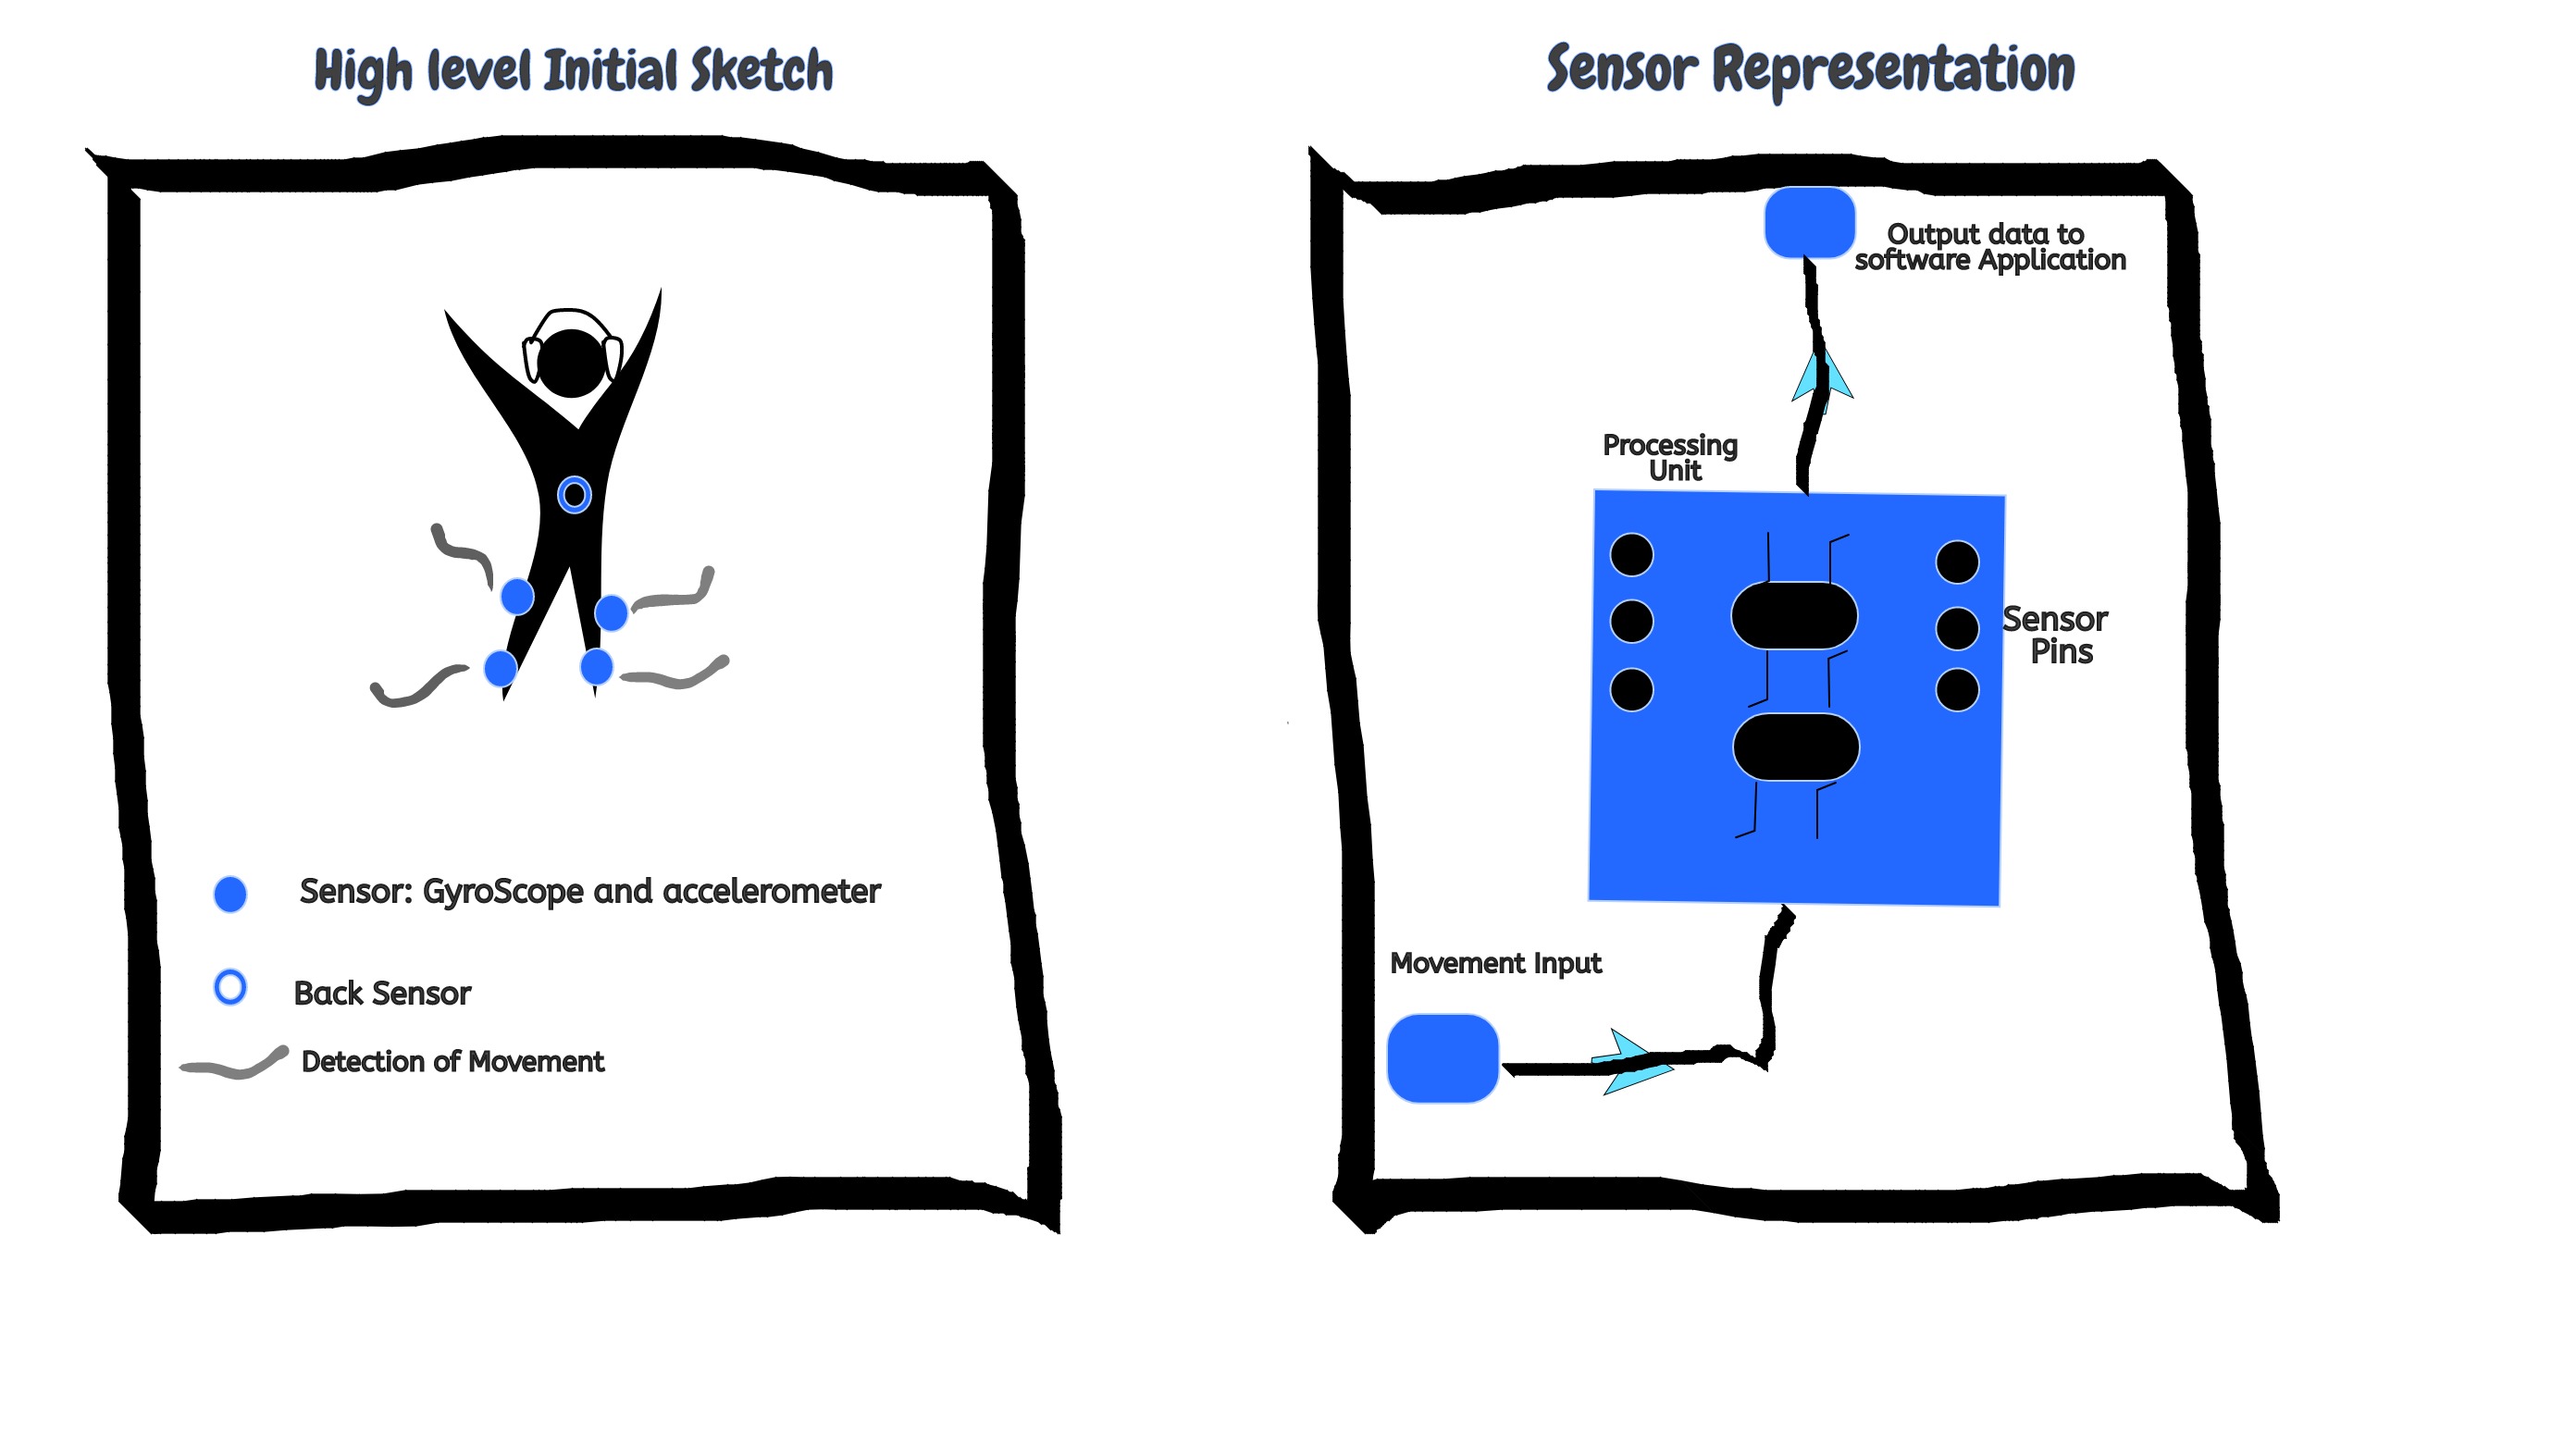 High level Initial Sketch
Sensor: GyroScope and accelerometer
Back Sensor
Detection of Movement
Sensor Representation
Output data to
software Application
Processing
Unit
Sensor
Pins
Movement Input